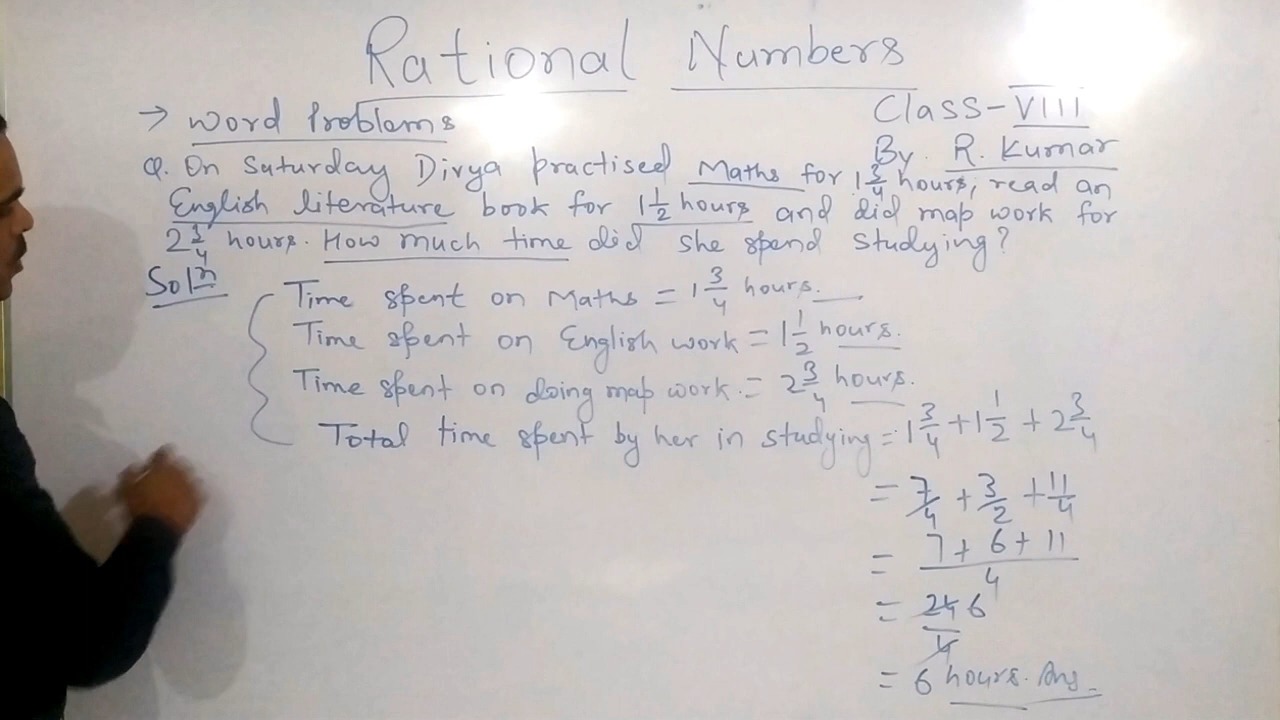 Rational Numbers
→ Word Problems
Class-VIII
By. R. Kumar
Q. On Saturday Divya practised Maths for 1 3/4 hours, read an
English literature book for 1 1/2 hours and did map work for
2 3/4 hours. How much time did she spend studying?
Solⁿ
Time spent on Maths = 1 3/4 hours.
Time spent on English work = 1 1/2 hours.
Time spent on doing map work = 2 3/4 hours.
Total time spent by her in studying = 1 3/4 + 1 1/2 + 2 3/4
= 7/4 + 3/2 + 11/4
= (7 + 6 + 11)/4
= 24/4 6
= 6 hours. Ans.